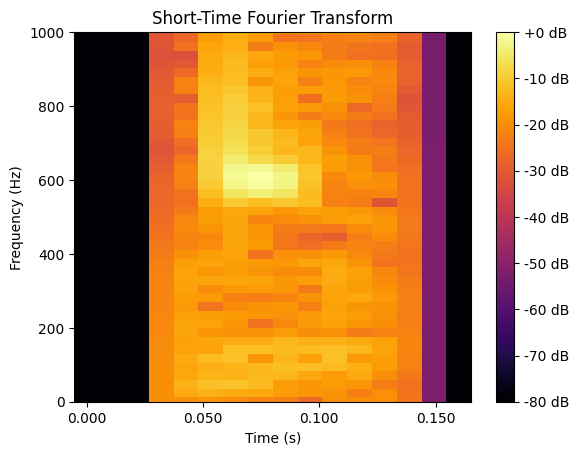 Short-Time Fourier Transform
1000
800
600
400
200
0
Frequency (Hz)
0.000
0.050
0.100
0.150
Time (s)
+0 dB
-10 dB
-20 dB
-30 dB
-40 dB
-50 dB
-60 dB
-70 dB
-80 dB